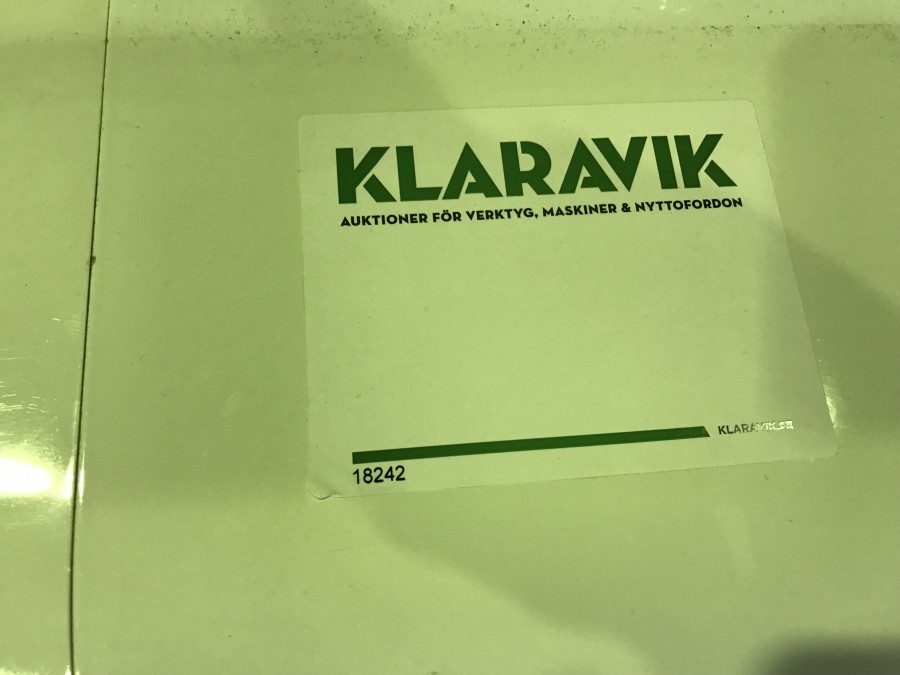 KLARAVIK
AUKTIONER FÖR VERKTYG, MASKINER & NYTTOFORDON
KLARAVIK.SE
18242